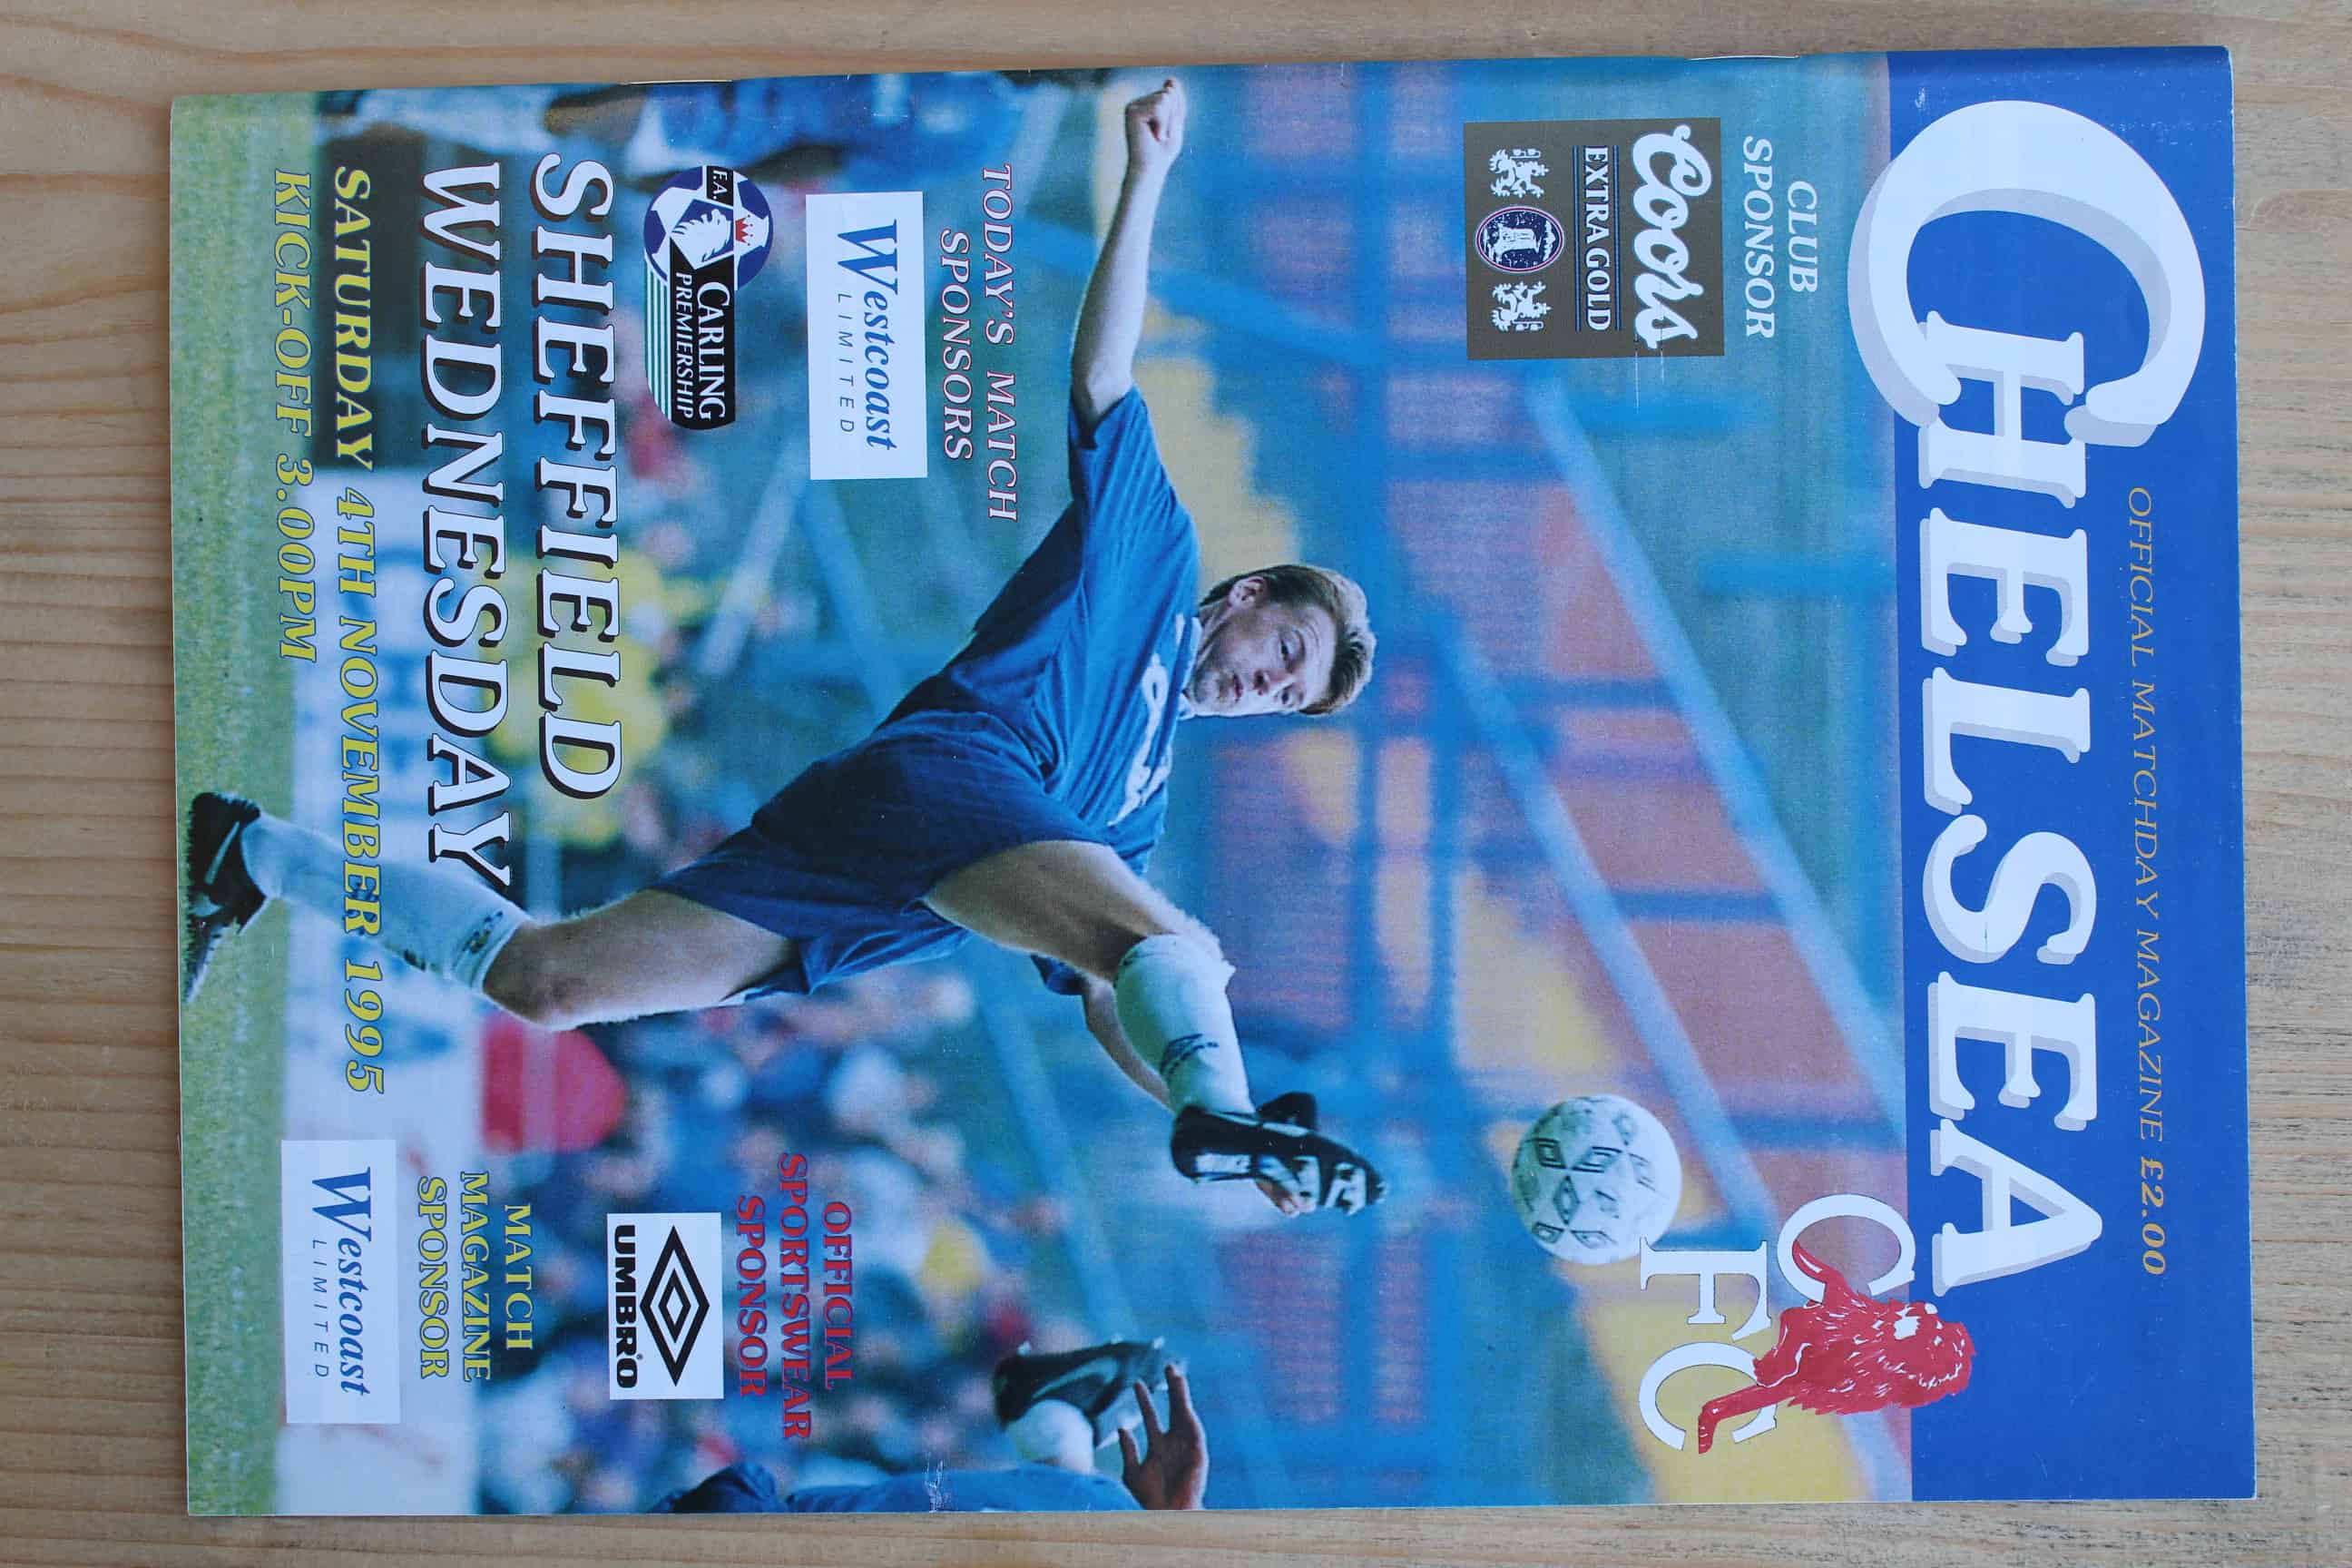 OFFICIAL MATCHDAY MAGAZINE £2.00
CHELSEA
CFC
CLUB
SPONSOR
Coors
EXTRA GOLD
TODAY'S MATCH
SPONSORS
Westcoast
LIMITED
F.A.
CARLING
PREMIERSHIP
SHEFFIELD
WEDNESDAY
SATURDAY 4TH NOVEMBER 1995
KICK-OFF 3.00PM
OFFICIAL
SPORTSWEAR
SPONSOR
UMBRO
MATCH
MAGAZINE
SPONSOR
Westcoast
LIMITED